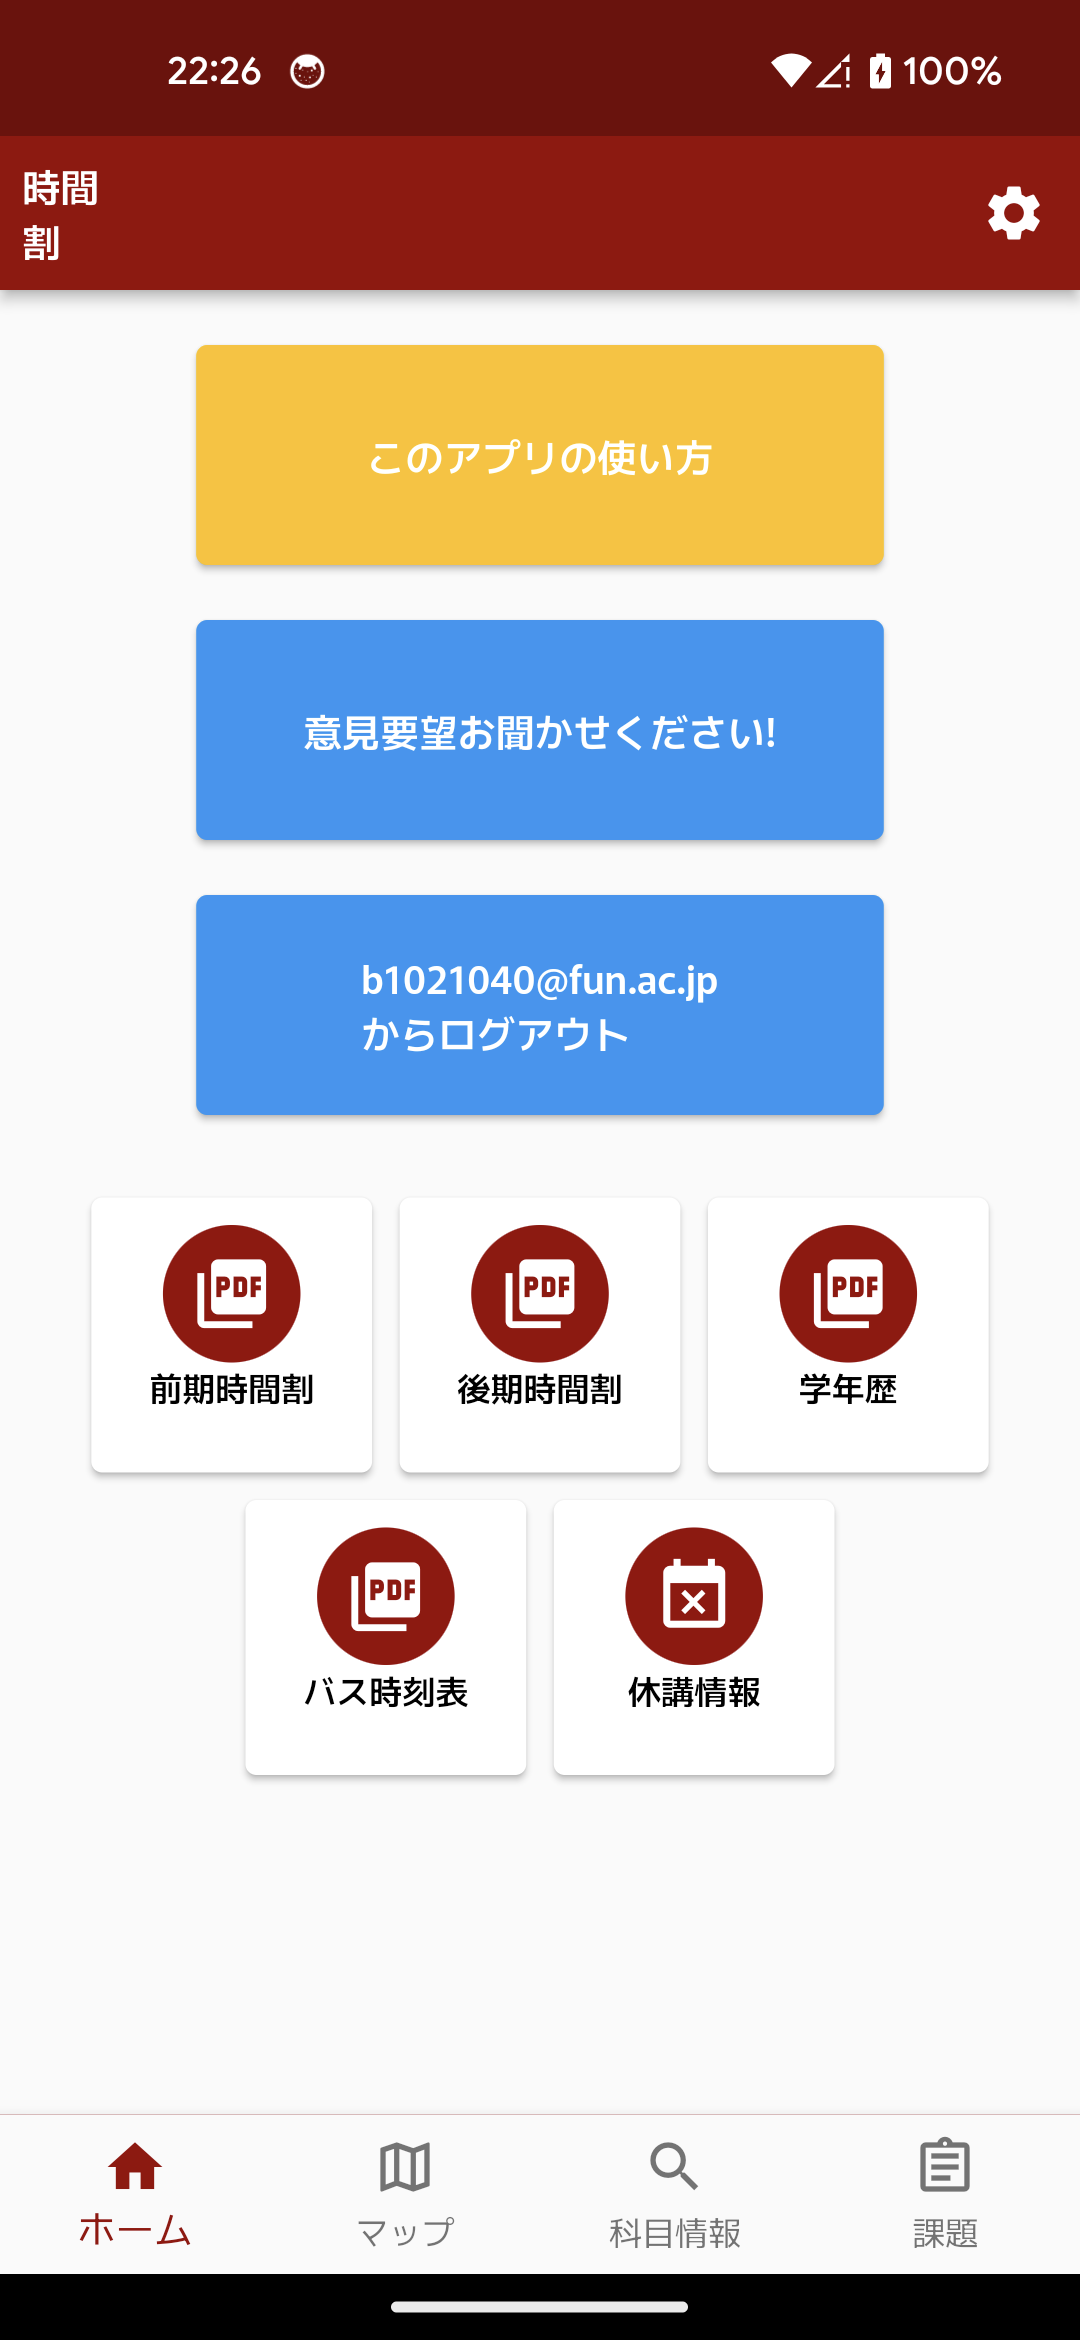 22:26
100%
時間
割
このアプリの使い方
意見要望お聞かせください!
b1021040@fun.ac.jp
からログアウト
PDF
PDF
PDF
前期時間割
後期時間割
学年歴
PDF
バス時刻表
休講情報
ホーム
マップ
科目情報
課題